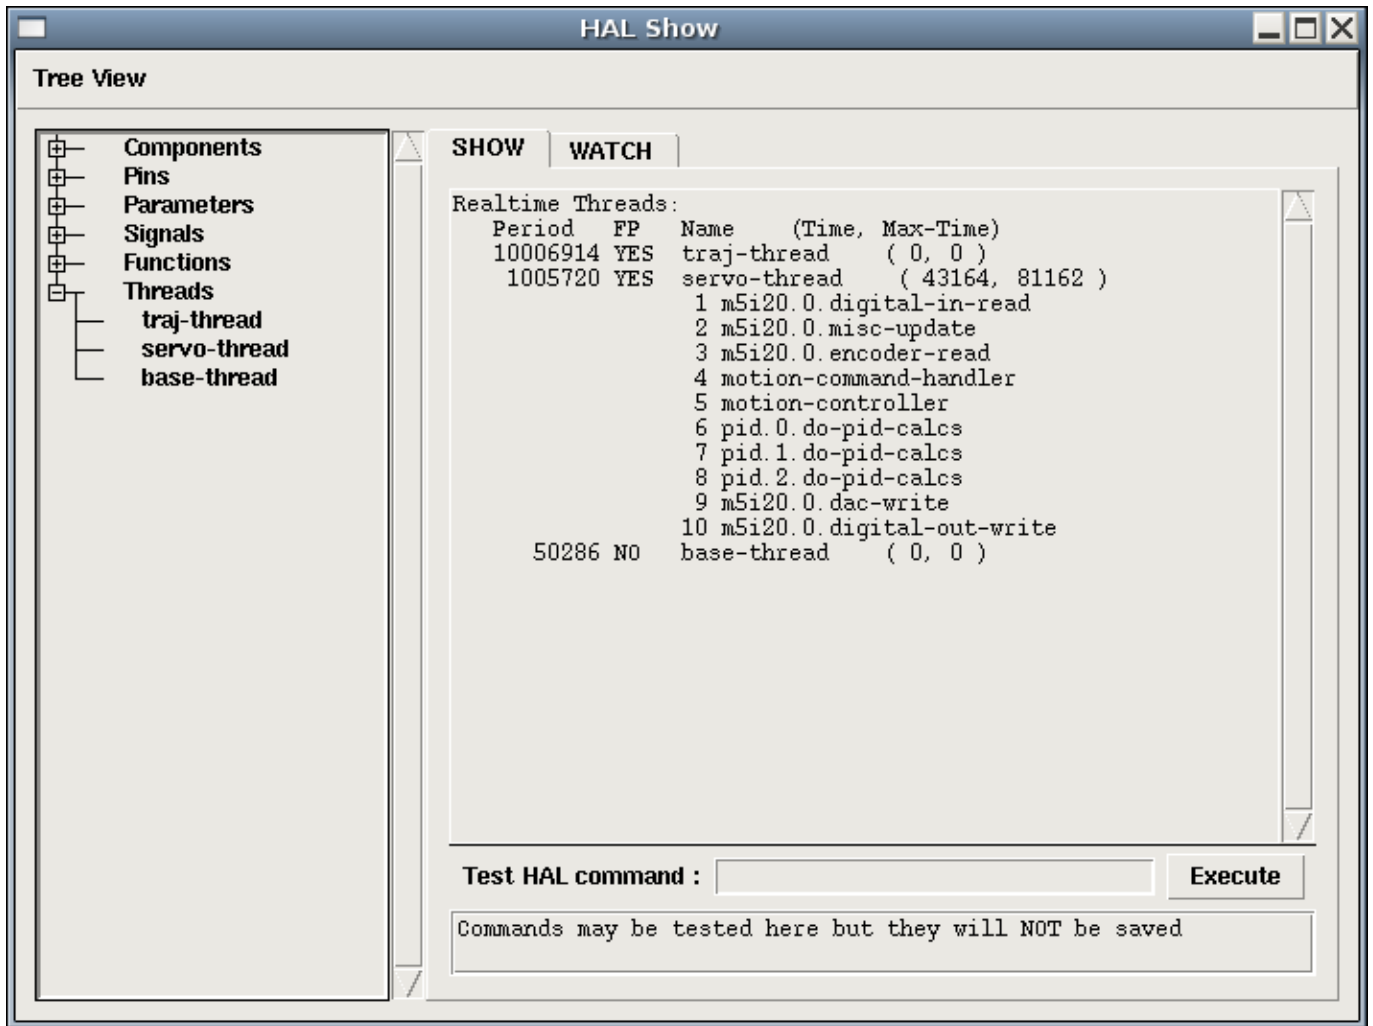 HAL Show
Tree View
Components
Pins
Parameters
Signals
Functions
Threads
traj-thread
servo-thread
base-thread
SHOW WATCH
Realtime Threads:
Period FP Name (Time, Max-Time)
10006914 YES traj-thread ( 0, 0 )
1005720 YES servo-thread ( 43164, 81162 )
1 m5i20.0.digital-in-read
2 m5i20.0.misc-update
3 m5i20.0.encoder-read
4 motion-command-handler
5 motion-controller
6 pid.0.do-pid-calcs
7 pid.1.do-pid-calcs
8 pid.2.do-pid-calcs
9 m5i20.0.dac-write
10 m5i20.0.digital-out-write
50286 NO base-thread ( 0, 0 )
Test HAL command : Execute
Commands may be tested here but they will NOT be saved